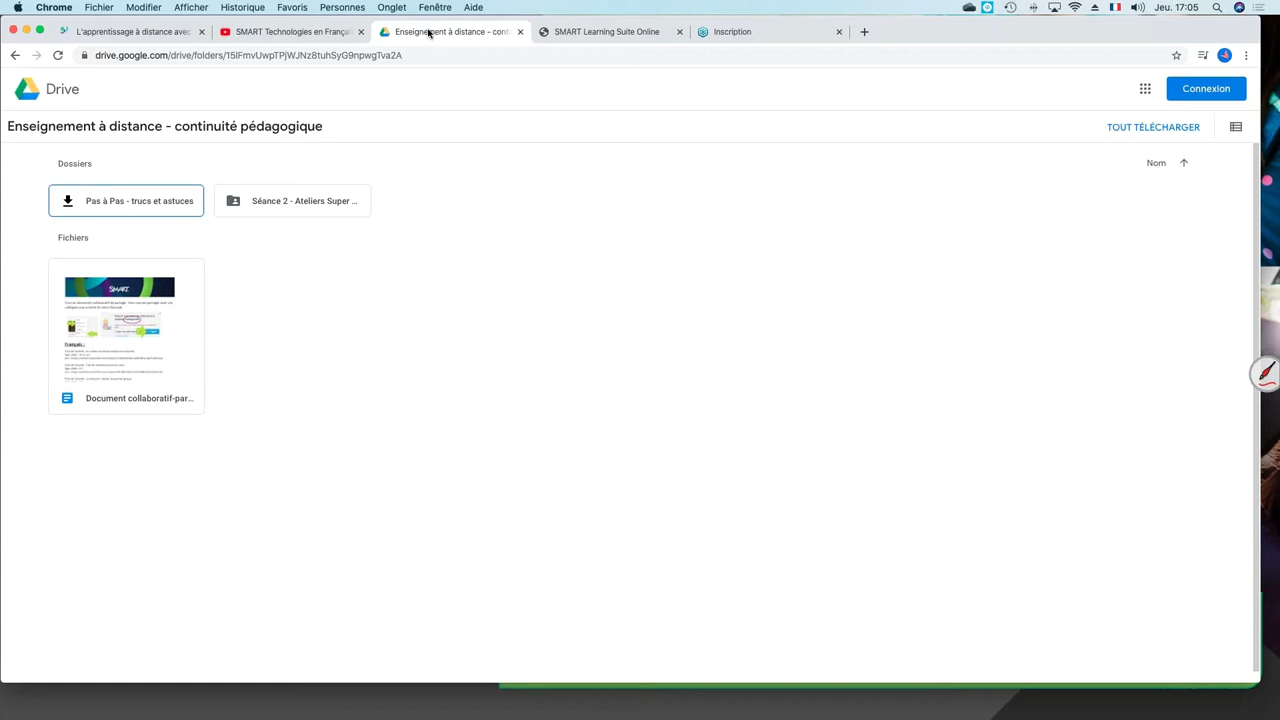 Chrome Fichier Modifier Afficher Historique Favoris Personnes Onglet Fenêtre Aide Jeu. 17:05
L'apprentissage à distance avec SMART Technologies en Françai Enseignement à distance - conti SMART Learning Suite Online Inscription
drive.google.com/drive/folders/15lFmvUwpTPjWJNz8tuhSyG9npwgTva2A
Drive Connexion
Enseignement à distance - continuité pédagogique TOUT TÉLÉCHARGER
Dossiers Nom
Pas à Pas - trucs et astuces Séance 2 - Ateliers Super ...
Fichiers
SMART
Français :
Document collaboratif-par...